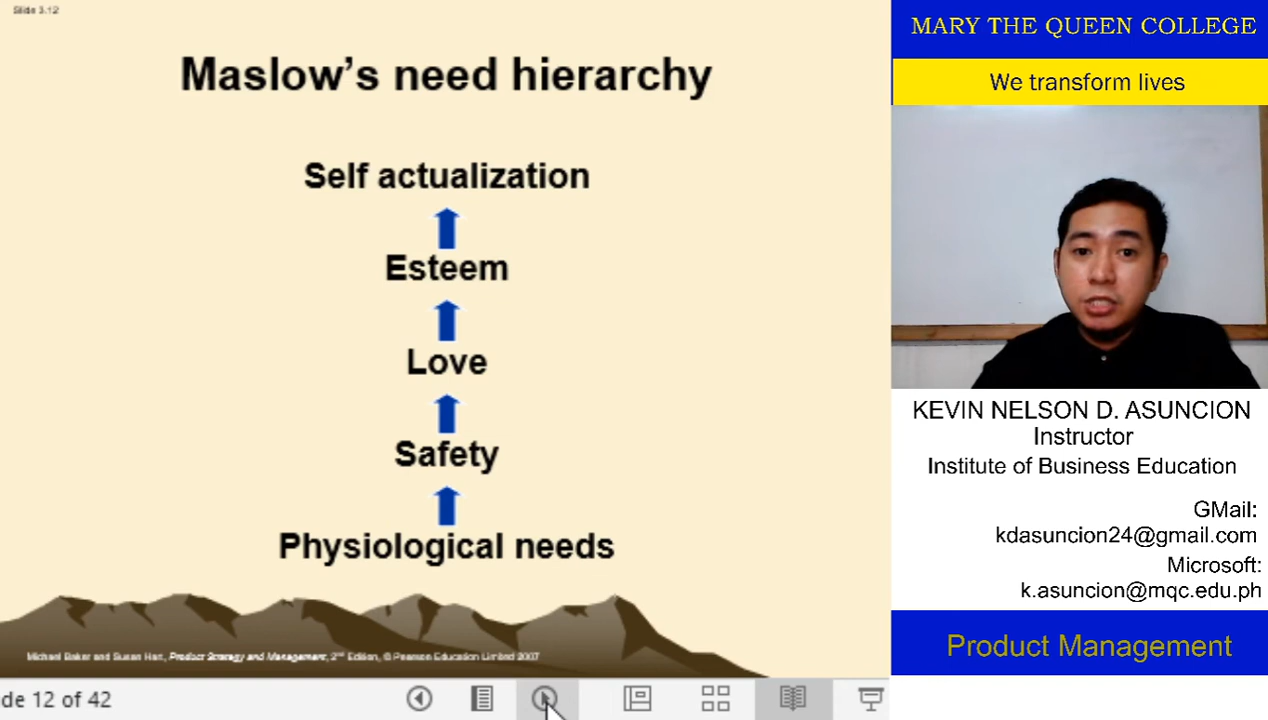 Slide 3.12
Maslow's need hierarchy
Self actualization
Esteem
Love
Safety
Physiological needs
Michael Baker and Susan Hart, Product Strategy and Management, 2nd Edition, © Pearson Education Limited 2007
de 12 of 42
MARY THE QUEEN COLLEGE
We transform lives
KEVIN NELSON D. ASUNCION
Instructor
Institute of Business Education
GMail:
kdasuncion24@gmail.com
Microsoft:
k.asuncion@mqc.edu.ph
Product Management